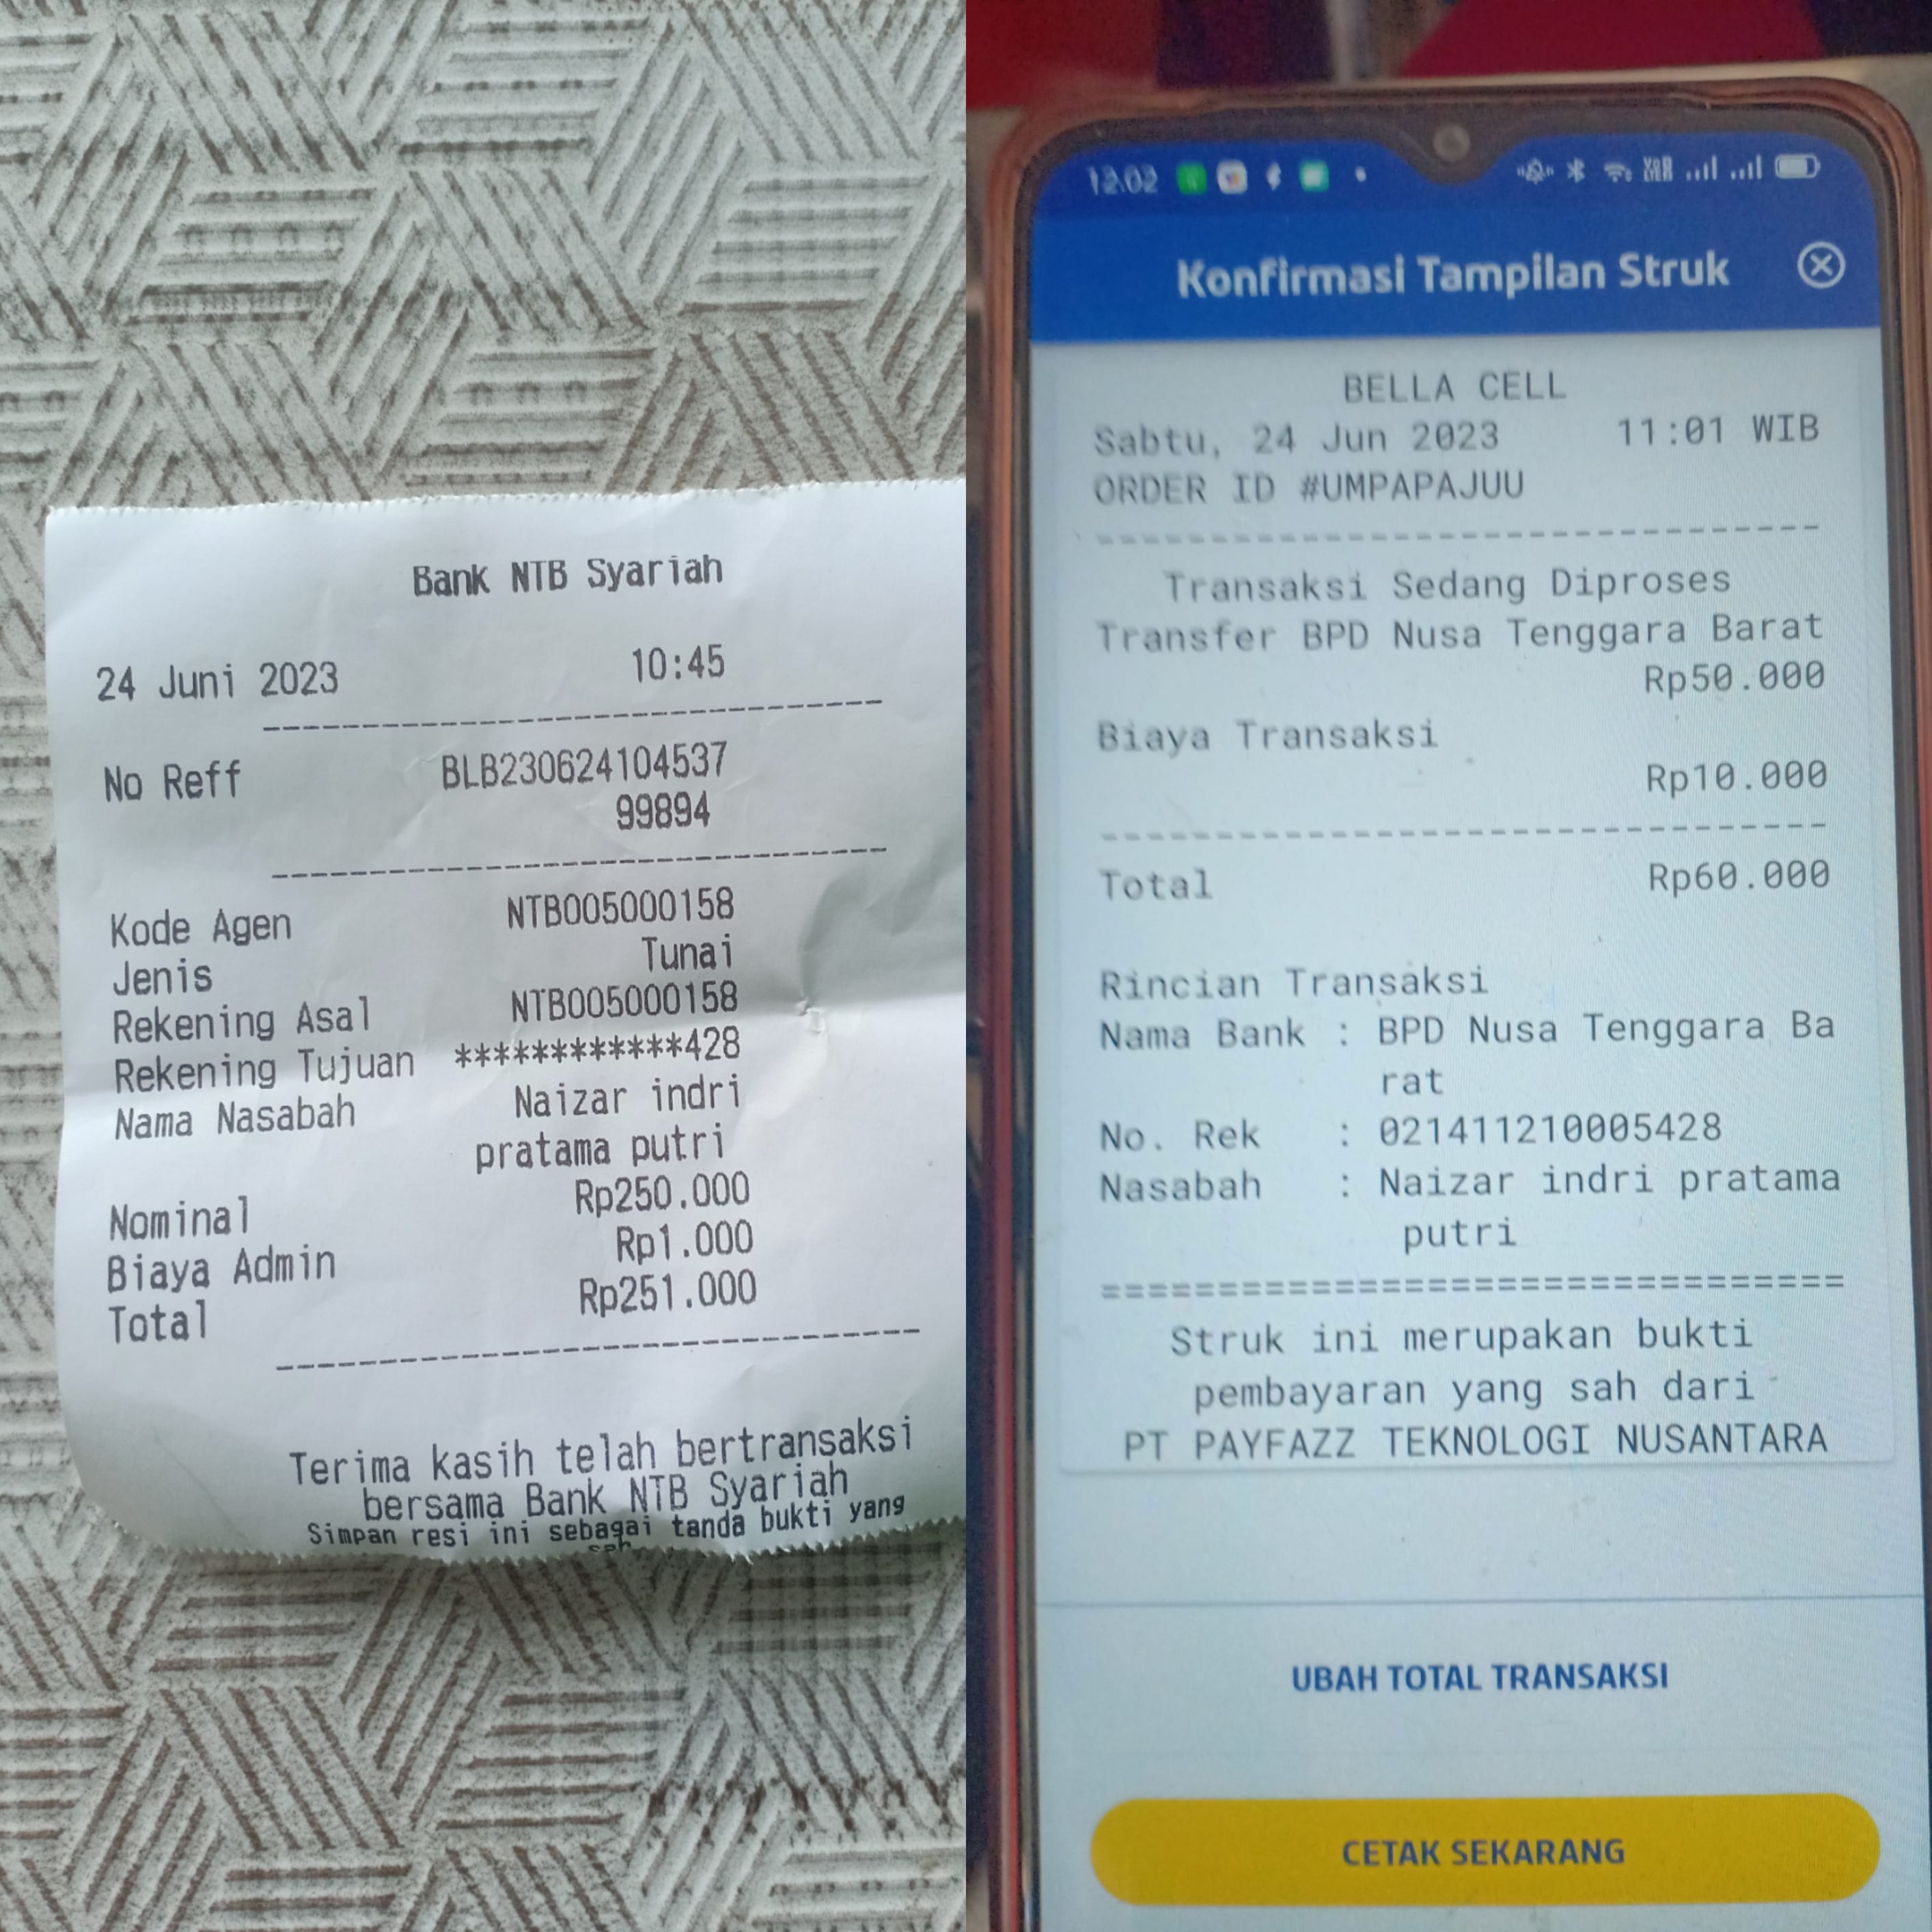 Bank NTB Syariah
24 Juni 2023 10:45
No Reff BLB230624104537
99894
Kode Agen NTB005000158
Jenis Tunai
Rekening Asal NTB005000158
Rekening Tujuan ************428
Nama Nasabah Naizar indri
pratama putri
Nominal Rp250.000
Biaya Admin Rp1.000
Total Rp251.000
Terima kasih telah bertransaksi
bersama Bank NTB Syariah
Simpan resi ini sebagai tanda bukti yang
sah
12.02
Konfirmasi Tampilan Struk
BELLA CELL
Sabtu, 24 Jun 2023 11:01 WIB
ORDER ID #UMPAPAJUU
Transaksi Sedang Diproses
Transfer BPD Nusa Tenggara Barat
Rp50.000
Biaya Transaksi
Rp10.000
Total Rp60.000
Rincian Transaksi
Nama Bank : BPD Nusa Tenggara Ba
rat
No. Rek : 021411210005428
Nasabah : Naizar indri pratama
putri
================================
Struk ini merupakan bukti
pembayaran yang sah dari
PT PAYFAZZ TEKNOLOGI NUSANTARA
UBAH TOTAL TRANSAKSI
CETAK SEKARANG